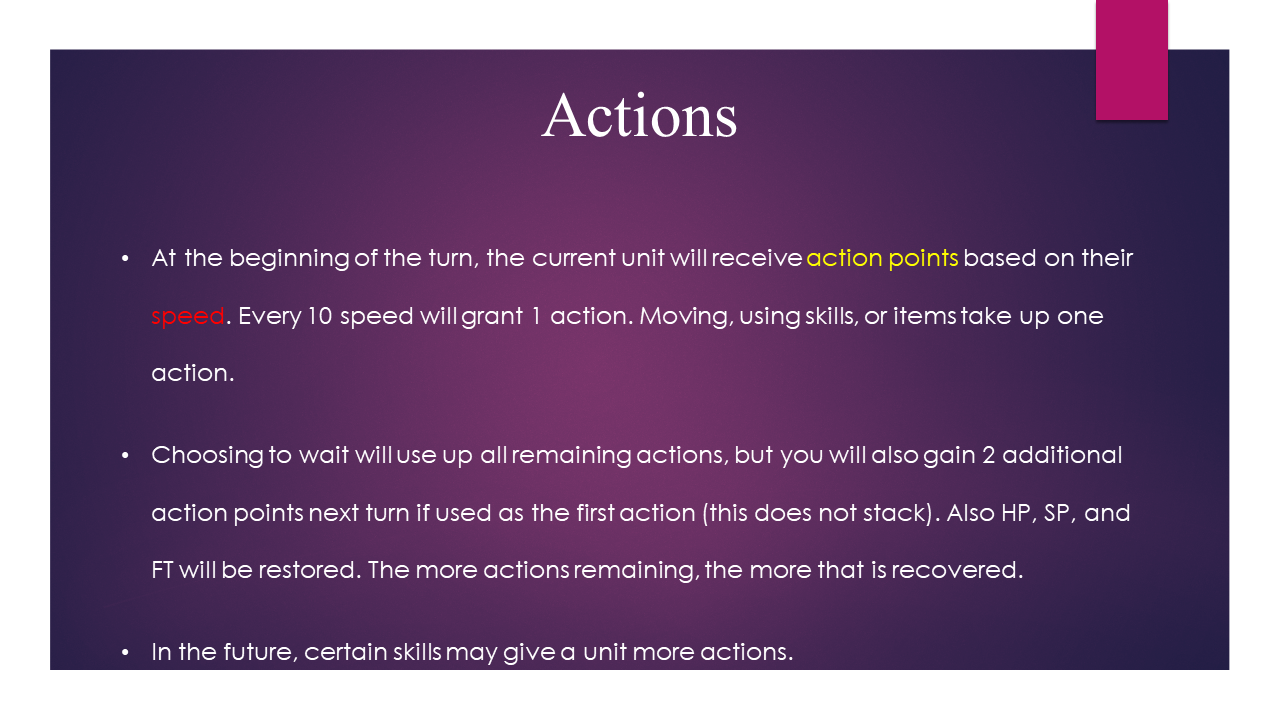 Actions
• At the beginning of the turn, the current unit will receive action points based on their
speed. Every 10 speed will grant 1 action. Moving, using skills, or items take up one
action.
• Choosing to wait will use up all remaining actions, but you will also gain 2 additional
action points next turn if used as the first action (this does not stack). Also HP, SP, and
FT will be restored. The more actions remaining, the more that is recovered.
• In the future, certain skills may give a unit more actions.